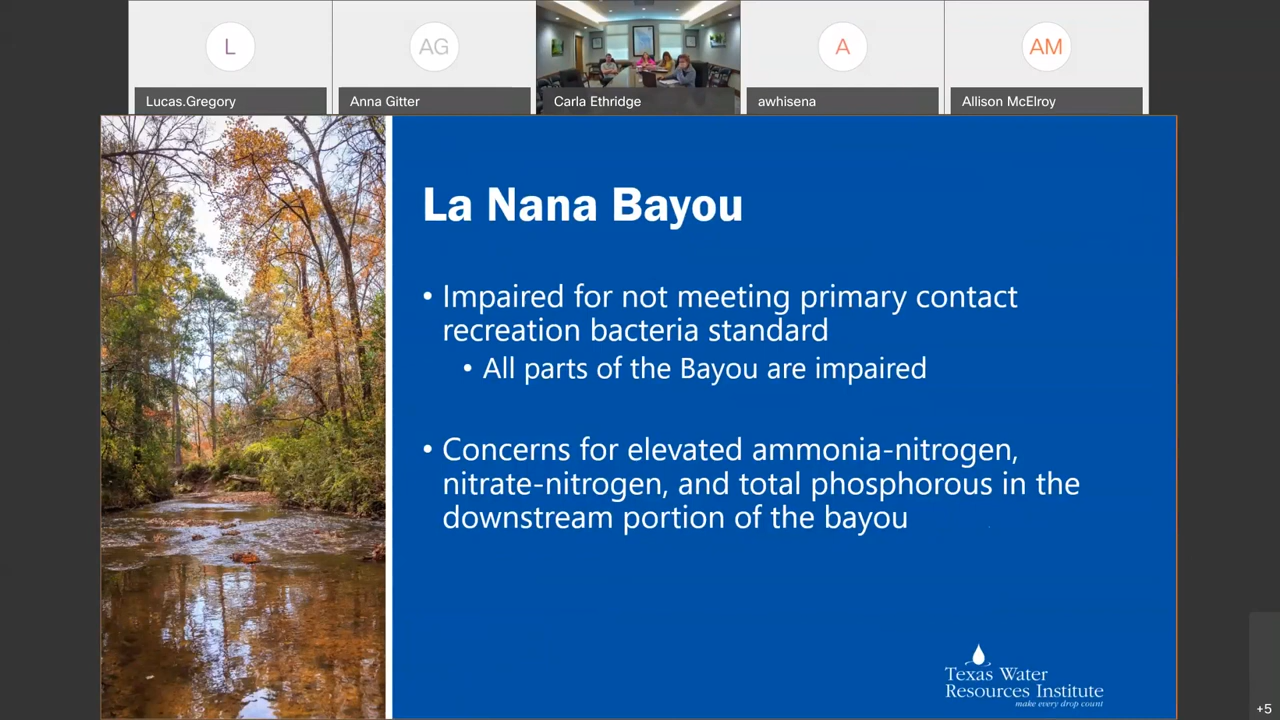 L
AG
A
AM
Lucas.Gregory
Anna Gitter
Carla Ethridge
awhisena
Allison McElroy
La Nana Bayou
• Impaired for not meeting primary contact
recreation bacteria standard
• All parts of the Bayou are impaired
• Concerns for elevated ammonia-nitrogen,
nitrate-nitrogen, and total phosphorous in the
downstream portion of the bayou
Texas Water
Resources Institute
make every drop count
+5